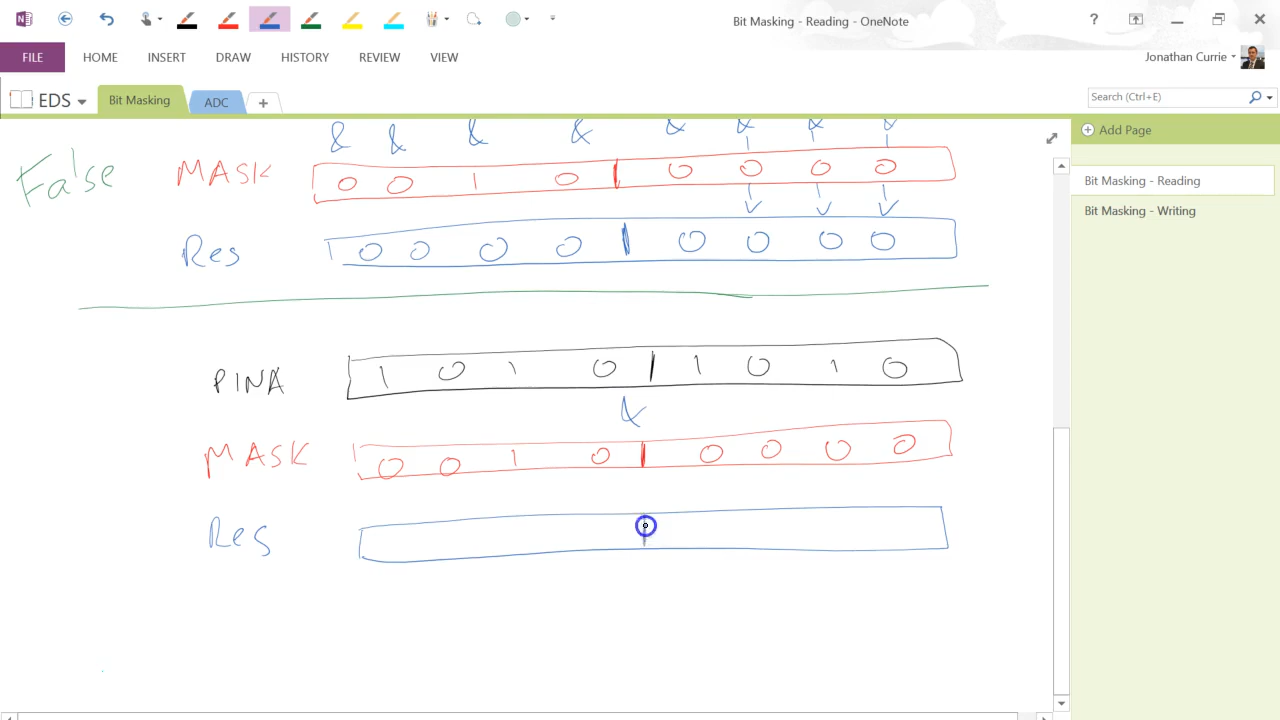 Bit Masking - Reading - OneNote
?
FILE HOME INSERT DRAW HISTORY REVIEW VIEW
Jonathan Currie
EDS Bit Masking ADC +
Search (Ctrl+E)
Add Page
Bit Masking - Reading
Bit Masking - Writing
& & & & & & & &
False MASK 0 0 1 0 | 0 0 0 0
Res 0 0 0 0 | 0 0 0 0
PINA 1 0 1 0 | 1 0 1 0
&
MASK 0 0 1 0 | 0 0 0 0
Res